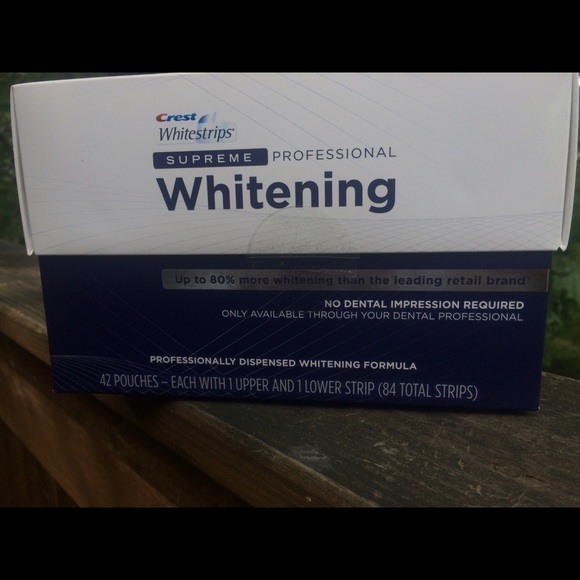 Crest
Whitestrips
SUPREME PROFESSIONAL
Whitening
Up to 80% more whitening than the leading retail brand*
NO DENTAL IMPRESSION REQUIRED
ONLY AVAILABLE THROUGH YOUR DENTAL PROFESSIONAL
PROFESSIONALLY DISPENSED WHITENING FORMULA
42 POUCHES – EACH WITH 1 UPPER AND 1 LOWER STRIP (84 TOTAL STRIPS)